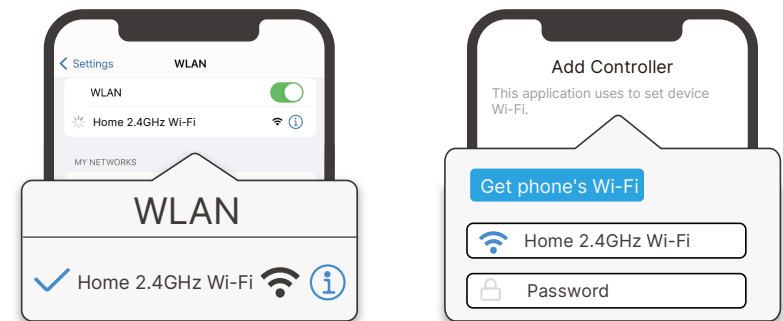 Settings
WLAN
WLAN
Home 2.4GHz Wi-Fi
MY NETWORKS
WLAN
Home 2.4GHz Wi-Fi
Add Controller
This application uses to set device
Wi-Fi.
Get phone's Wi-Fi
Home 2.4GHz Wi-Fi
Password